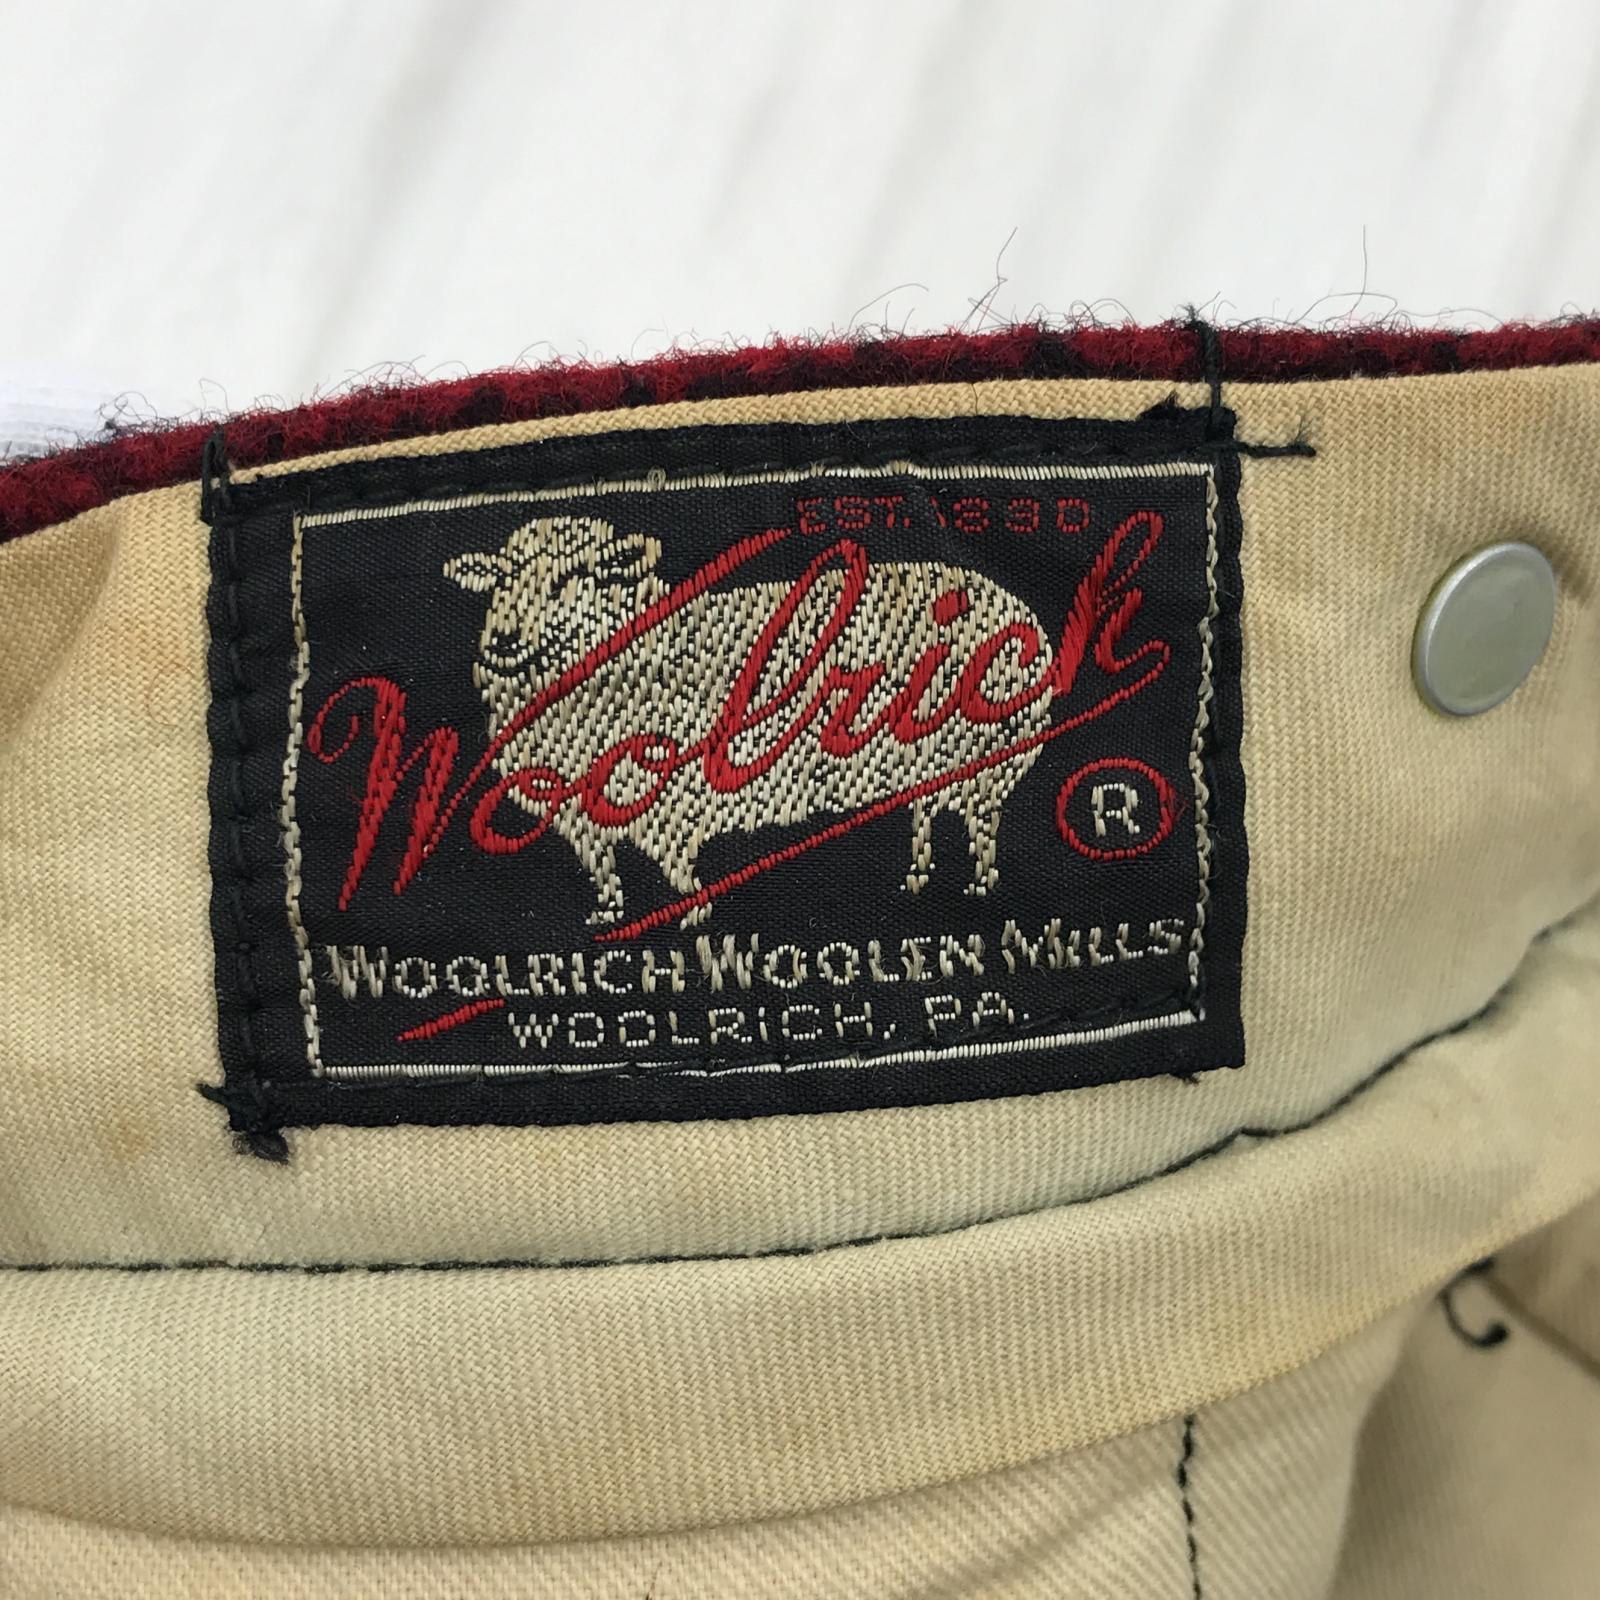 EST. 1830
Woolrich
R
WOOLRICH WOOLEN MILLS
WOOLRICH, PA.